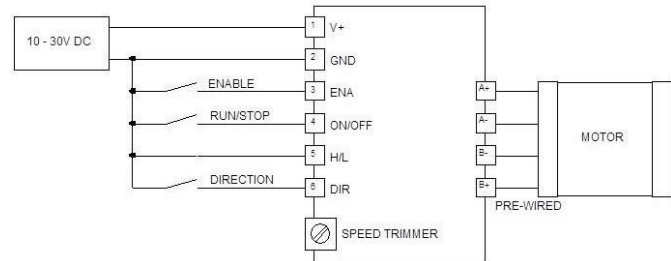 10 - 30V DC
1 V+
2 GND
ENABLE 3 ENA
RUN/STOP 4 ON/OFF
5 H/L
DIRECTION 6 DIR
SPEED TRIMMER
A+
A-
B-
B+
MOTOR
PRE-WIRED